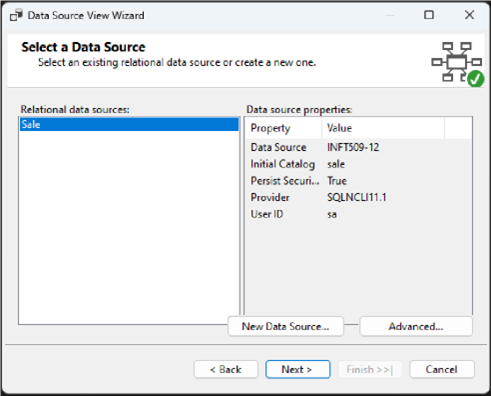 Data Source View Wizard
Select a Data Source
Select an existing relational data source or create a new one.
Relational data sources:
Sale
Data source properties:
Property Value
Data Source INFT509-12
Initial Catalog sale
Persist Securi... True
Provider SQLNCLI11.1
User ID sa
New Data Source... Advanced...
< Back Next > Finish >>| Cancel